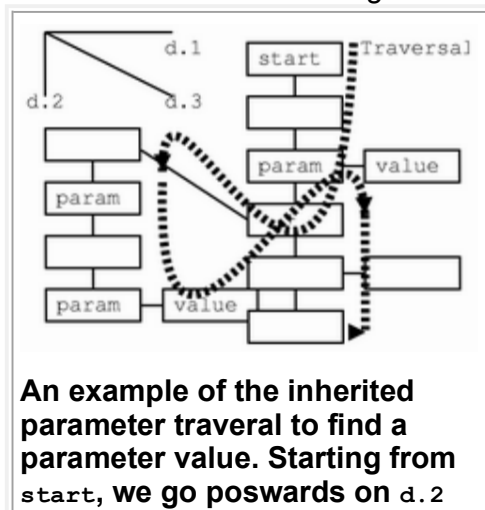 d.1
start
Traversal
d.2
d.3
param
value
param
param
value
An example of the inherited
parameter traveral to find a
parameter value. Starting from
start, we go poswards on d.2